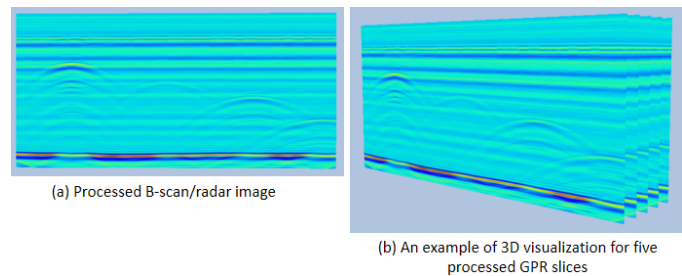 (a) Processed B-scan/radar image
(b) An example of 3D visualization for five
processed GPR slices